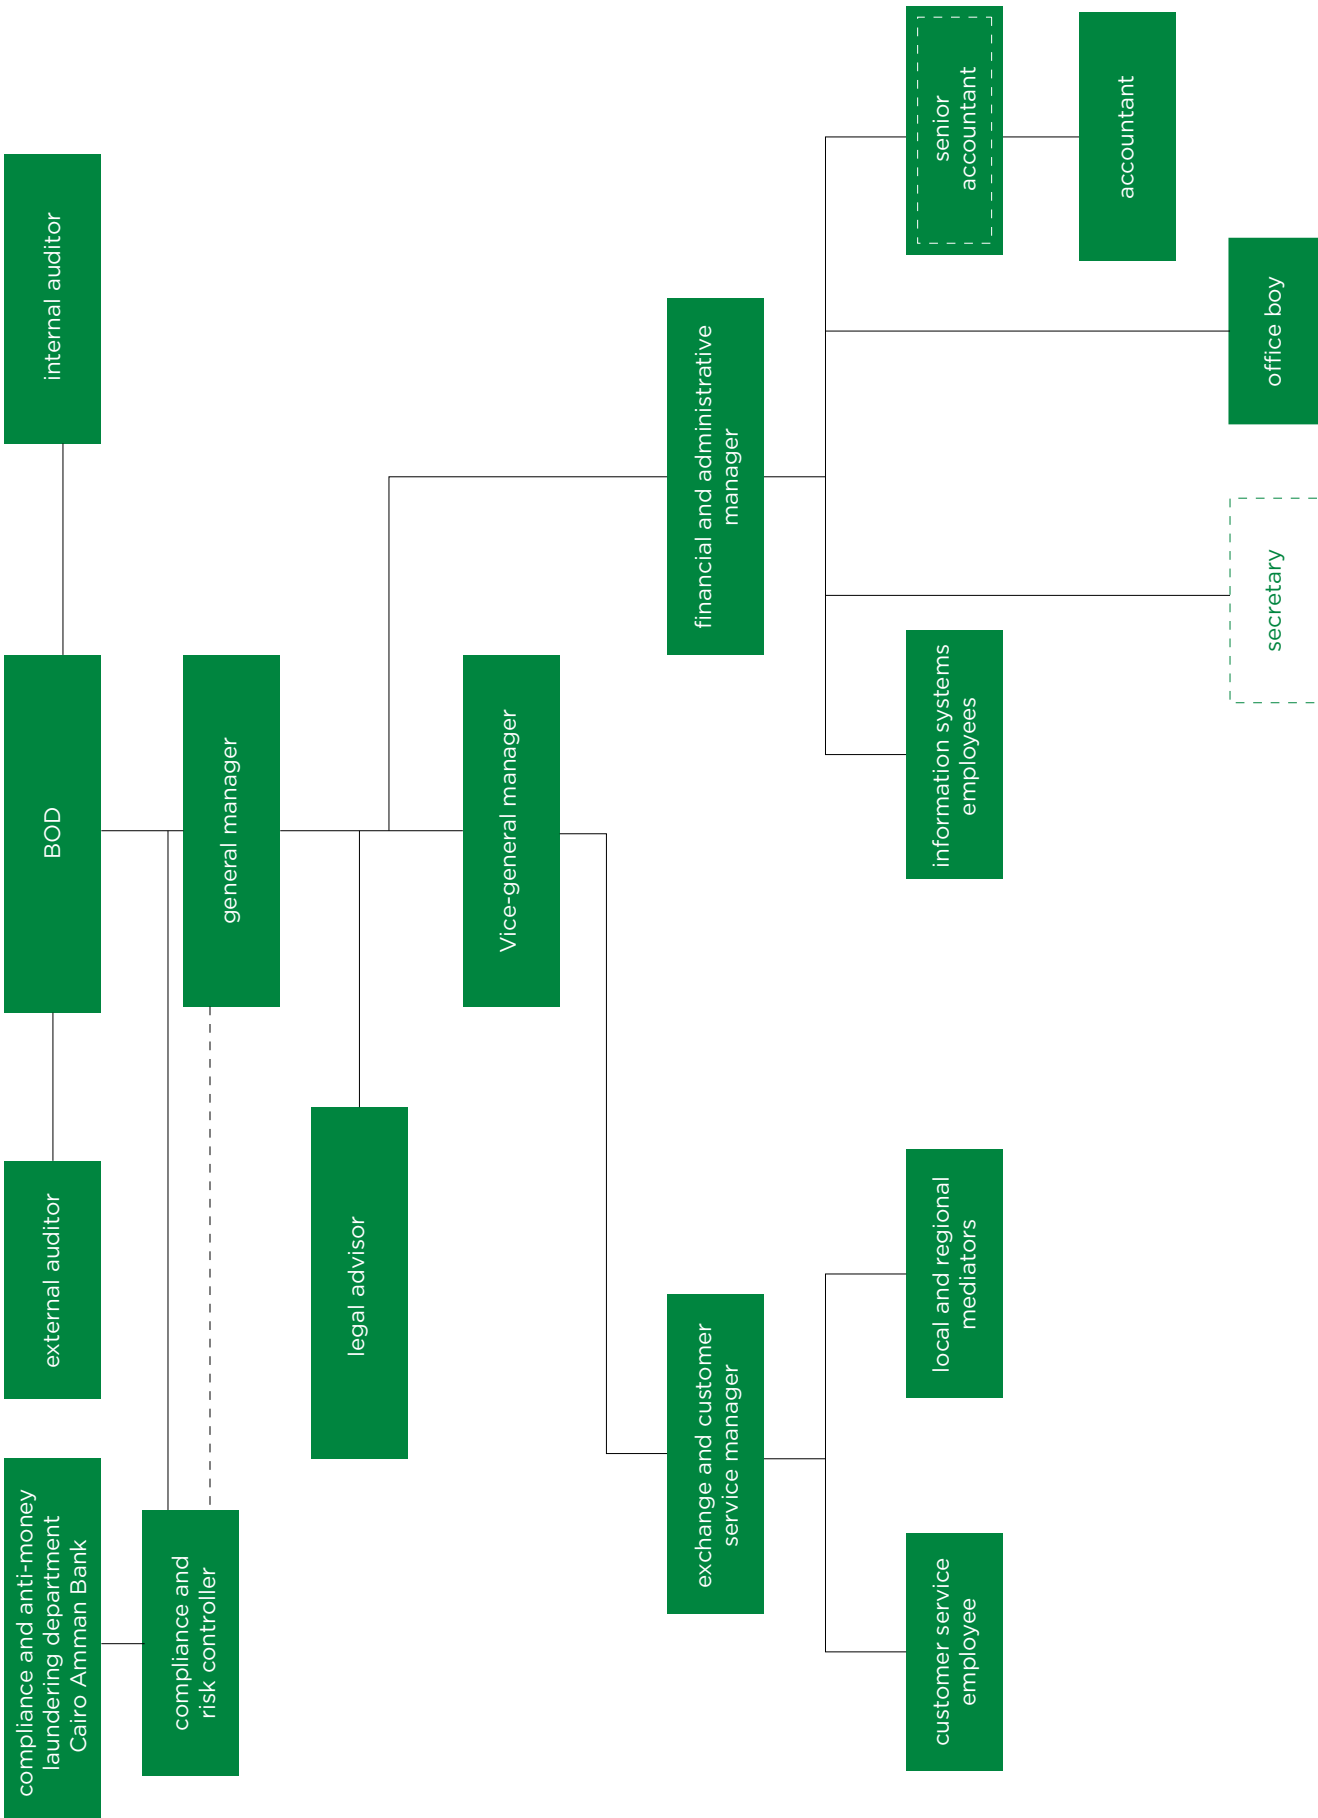 compliance and anti-money
laundering department
Cairo Amman Bank
external auditor
BOD
internal auditor
compliance and
risk controller
general manager
legal advisor
Vice-general manager
exchange and customer
service manager
financial and administrative
manager
customer service
employee
local and regional
mediators
information systems
employees
senior
accountant
accountant
secretary
office boy